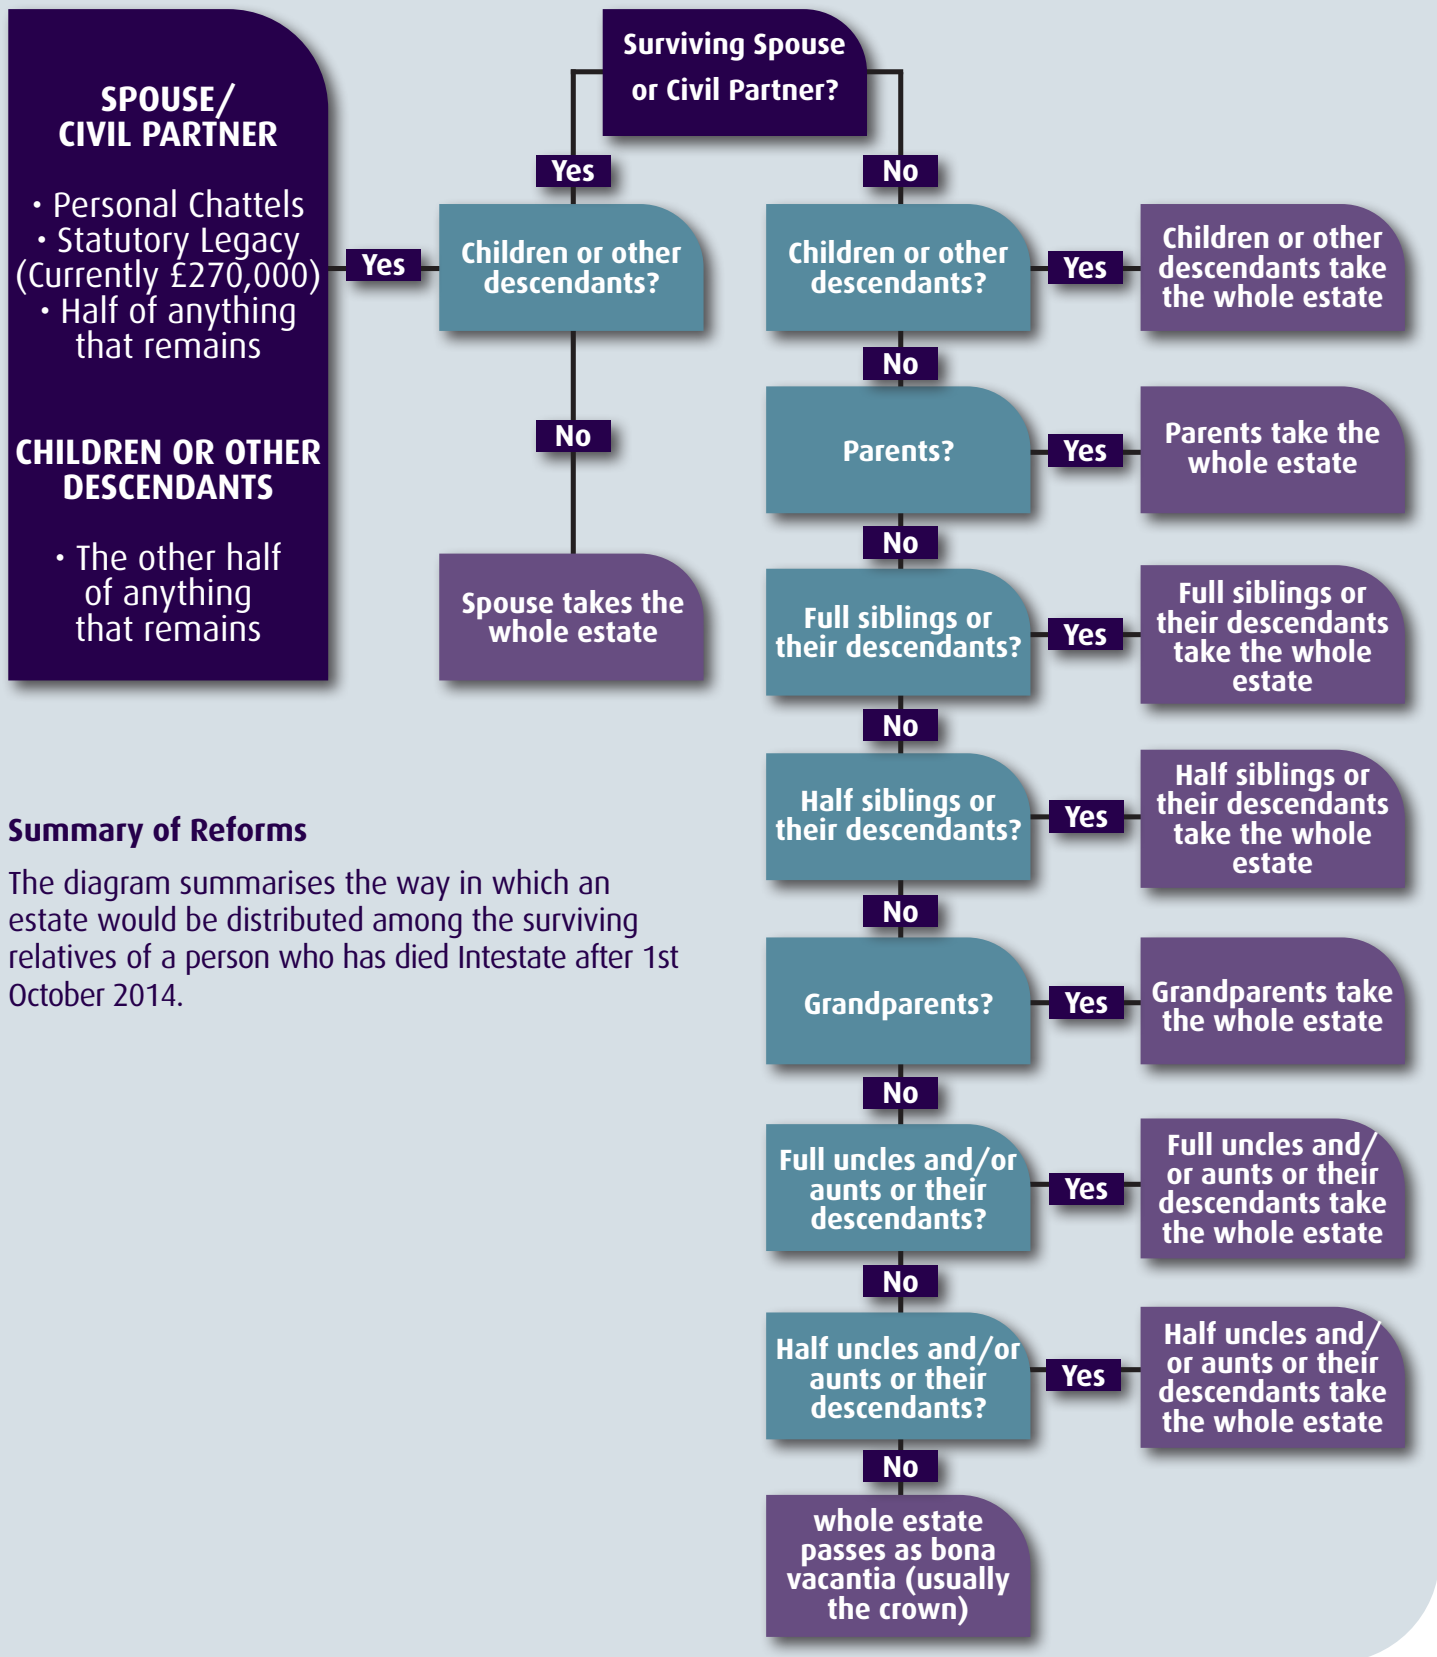 Surviving Spouse
or Civil Partner?
Yes
No
SPOUSE/
CIVIL PARTNER
• Personal Chattels
• Statutory Legacy
(Currently £270,000)
• Half of anything
that remains
CHILDREN OR OTHER
DESCENDANTS
• The other half
of anything
that remains
Yes
Children or other
descendants?
No
Spouse takes the
whole estate
Children or other
descendants?
Yes
Children or other
descendants take
the whole estate
No
Parents?
Yes
Parents take the
whole estate
No
Full siblings or
their descendants?
Yes
Full siblings or
their descendants
take the whole
estate
No
Half siblings or
their descendants?
Yes
Half siblings or
their descendants
take the whole
estate
No
Grandparents?
Yes
Grandparents take
the whole estate
No
Full uncles and/or
aunts or their
descendants?
Yes
Full uncles and/
or aunts or their
descendants take
the whole estate
No
Half uncles and/or
aunts or their
descendants?
Yes
Half uncles and/
or aunts or their
descendants take
the whole estate
No
whole estate
passes as bona
vacantia (usually
the crown)
Summary of Reforms
The diagram summarises the way in which an
estate would be distributed among the surviving
relatives of a person who has died Intestate after 1st
October 2014.